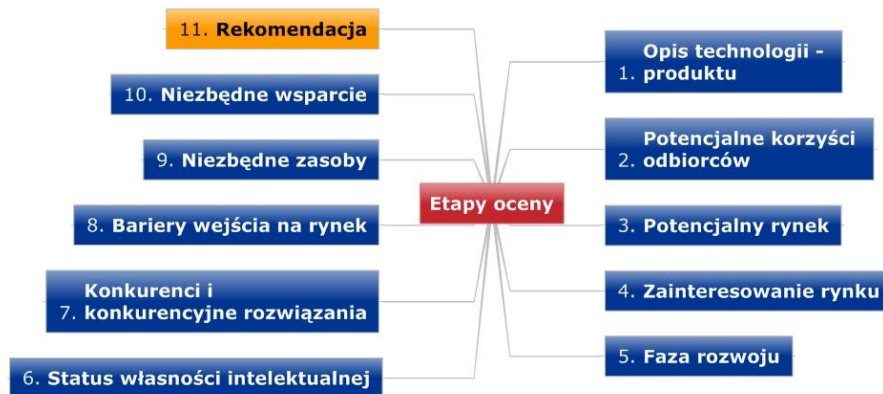 Etapy oceny
1. Opis technologii -
produktu
2. Potencjalne korzyści
odbiorców
3. Potencjalny rynek
4. Zainteresowanie rynku
5. Faza rozwoju
6. Status własności intelektualnej
7. Konkurenci i
konkurencyjne rozwiązania
8. Bariery wejścia na rynek
9. Niezbędne zasoby
10. Niezbędne wsparcie
11. Rekomendacja